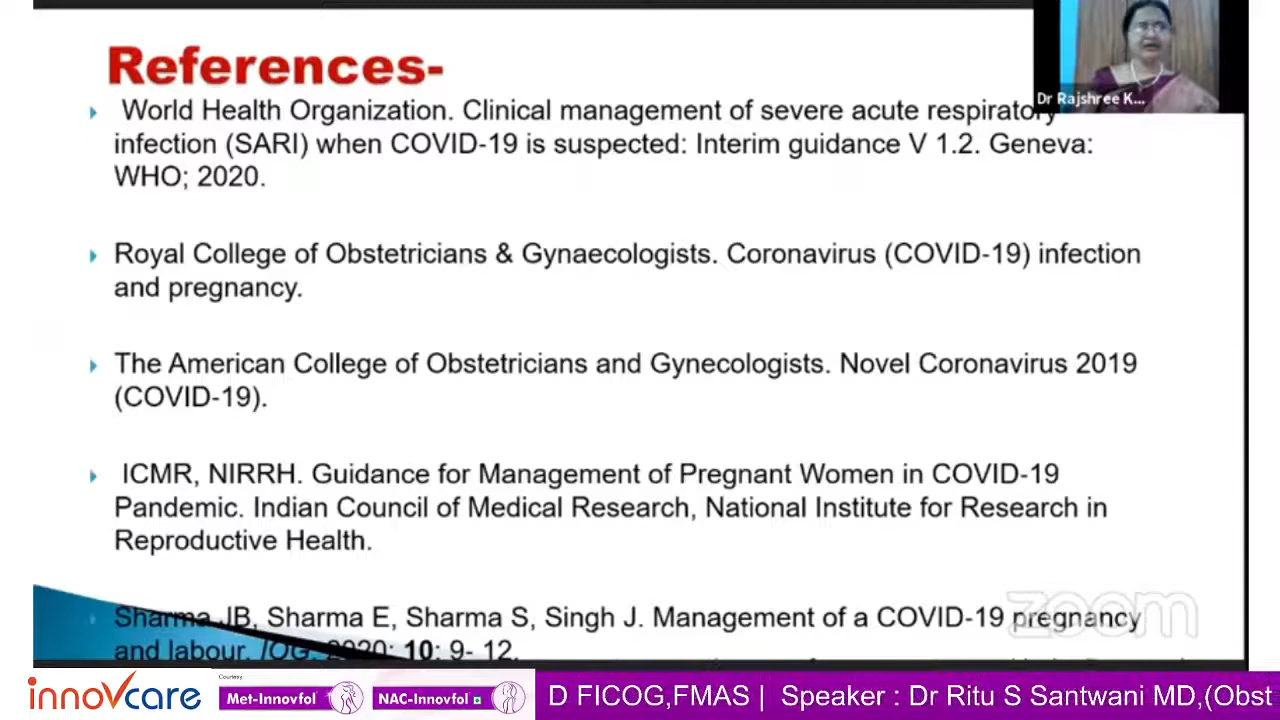 References-
World Health Organization. Clinical management of severe acute respiratory
infection (SARI) when COVID-19 is suspected: Interim guidance V 1.2. Geneva:
WHO; 2020.
Royal College of Obstetricians & Gynaecologists. Coronavirus (COVID-19) infection
and pregnancy.
The American College of Obstetricians and Gynecologists. Novel Coronavirus 2019
(COVID-19).
ICMR, NIRRH. Guidance for Management of Pregnant Women in COVID-19
Pandemic. Indian Council of Medical Research, National Institute for Research in
Reproductive Health.
Sharma JB, Sharma E, Sharma S, Singh J. Management of a COVID-19 pregnancy
and labour. JOG. 2020; 10: 9- 12.
Dr Rajshree K...
zoom
innovcare
Courtesy
Met-Innovfol
NAC-Innovfol
D FICOG,FMAS | Speaker : Dr Ritu S Santwani MD,(Obst